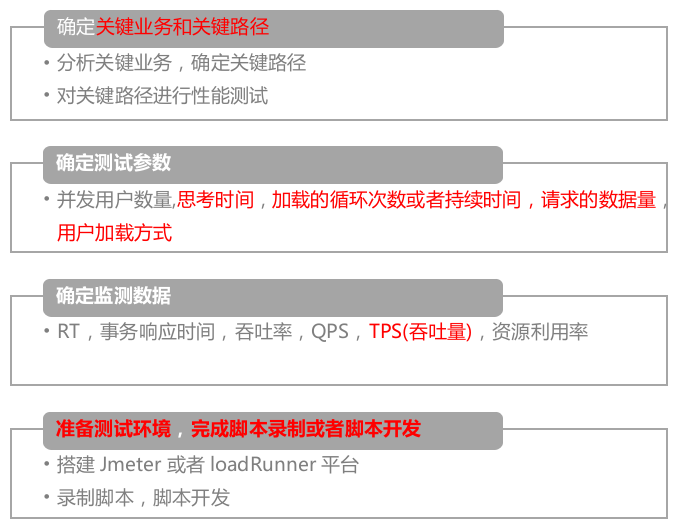 确定关键业务和关键路径
• 分析关键业务，确定关键路径
• 对关键路径进行性能测试
确定测试参数
• 并发用户数量,思考时间，加载的循环次数或者持续时间，请求的数据量，
用户加载方式
确定监测数据
• RT，事务响应时间，吞吐率，QPS，TPS(吞吐量)，资源利用率
准备测试环境，完成脚本录制或者脚本开发
• 搭建 Jmeter 或者 loadRunner 平台
• 录制脚本，脚本开发